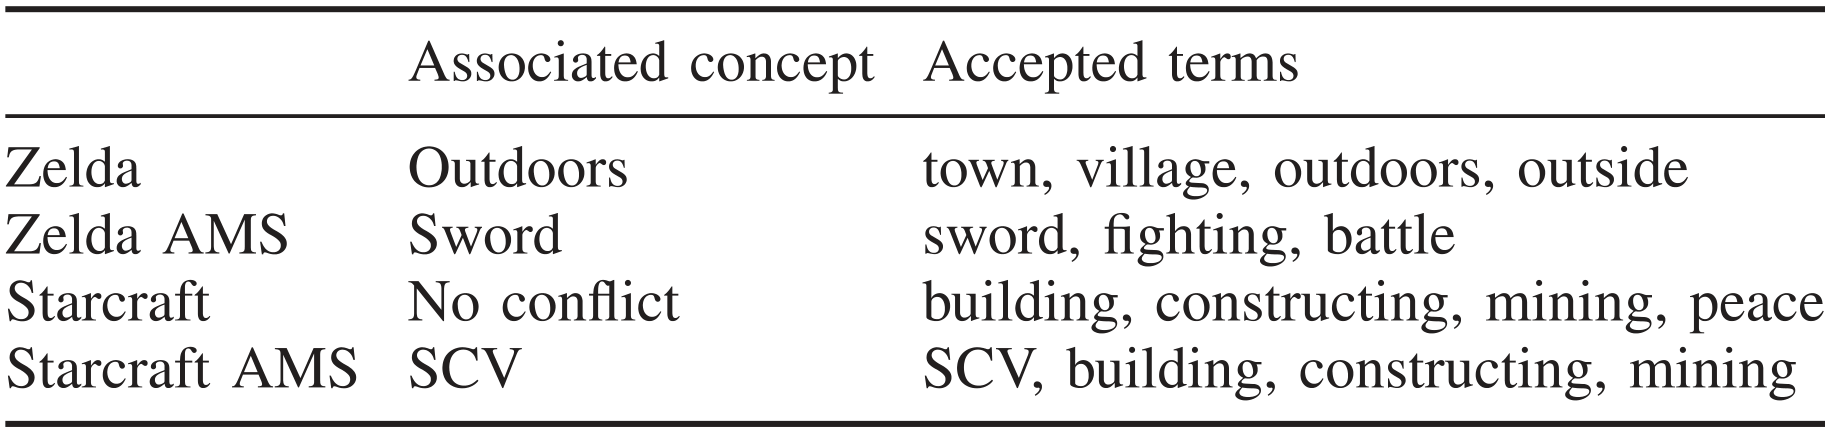 Associated concept Accepted terms
Zelda Outdoors town, village, outdoors, outside
Zelda AMS Sword sword, fighting, battle
Starcraft No conflict building, constructing, mining, peace
Starcraft AMS SCV SCV, building, constructing, mining